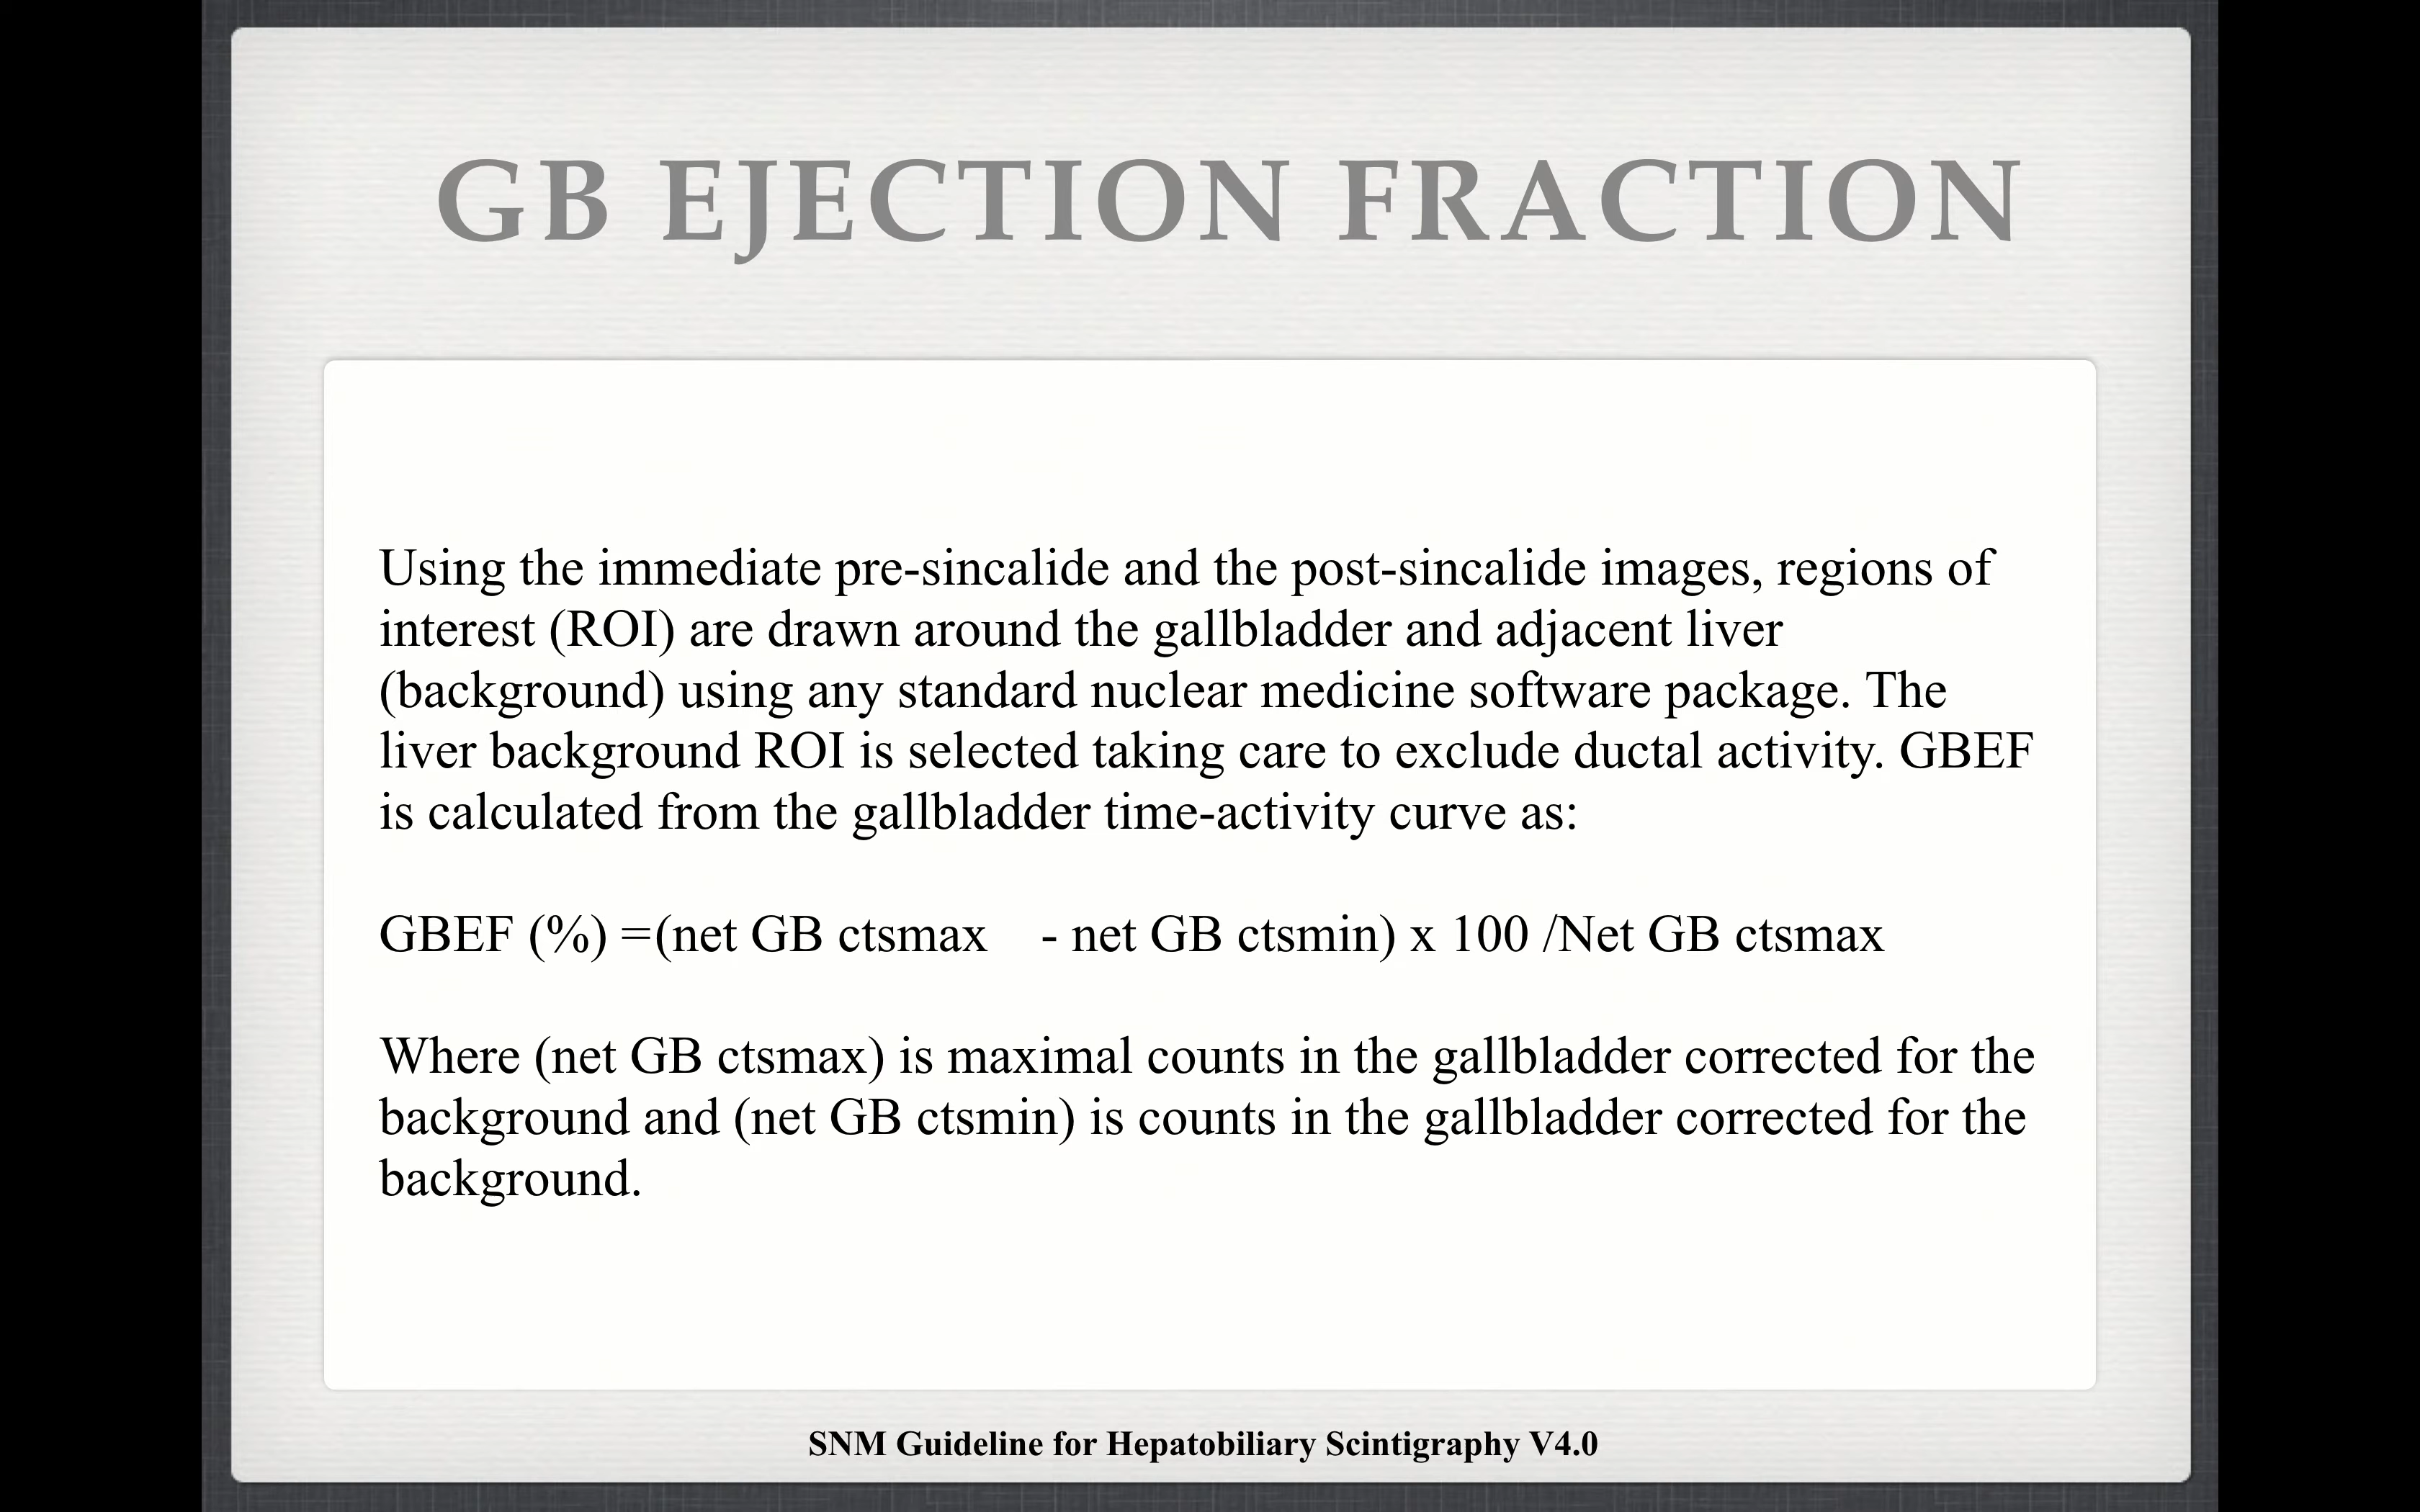 GB EJECTION FRACTION
Using the immediate pre-sincalide and the post-sincalide images, regions of
interest (ROI) are drawn around the gallbladder and adjacent liver
(background) using any standard nuclear medicine software package. The
liver background ROI is selected taking care to exclude ductal activity. GBEF
is calculated from the gallbladder time-activity curve as:
GBEF (%) =(net GB ctsmax    - net GB ctsmin) x 100 /Net GB ctsmax
Where (net GB ctsmax) is maximal counts in the gallbladder corrected for the
background and (net GB ctsmin) is counts in the gallbladder corrected for the
background.
SNM Guideline for Hepatobiliary Scintigraphy V4.0